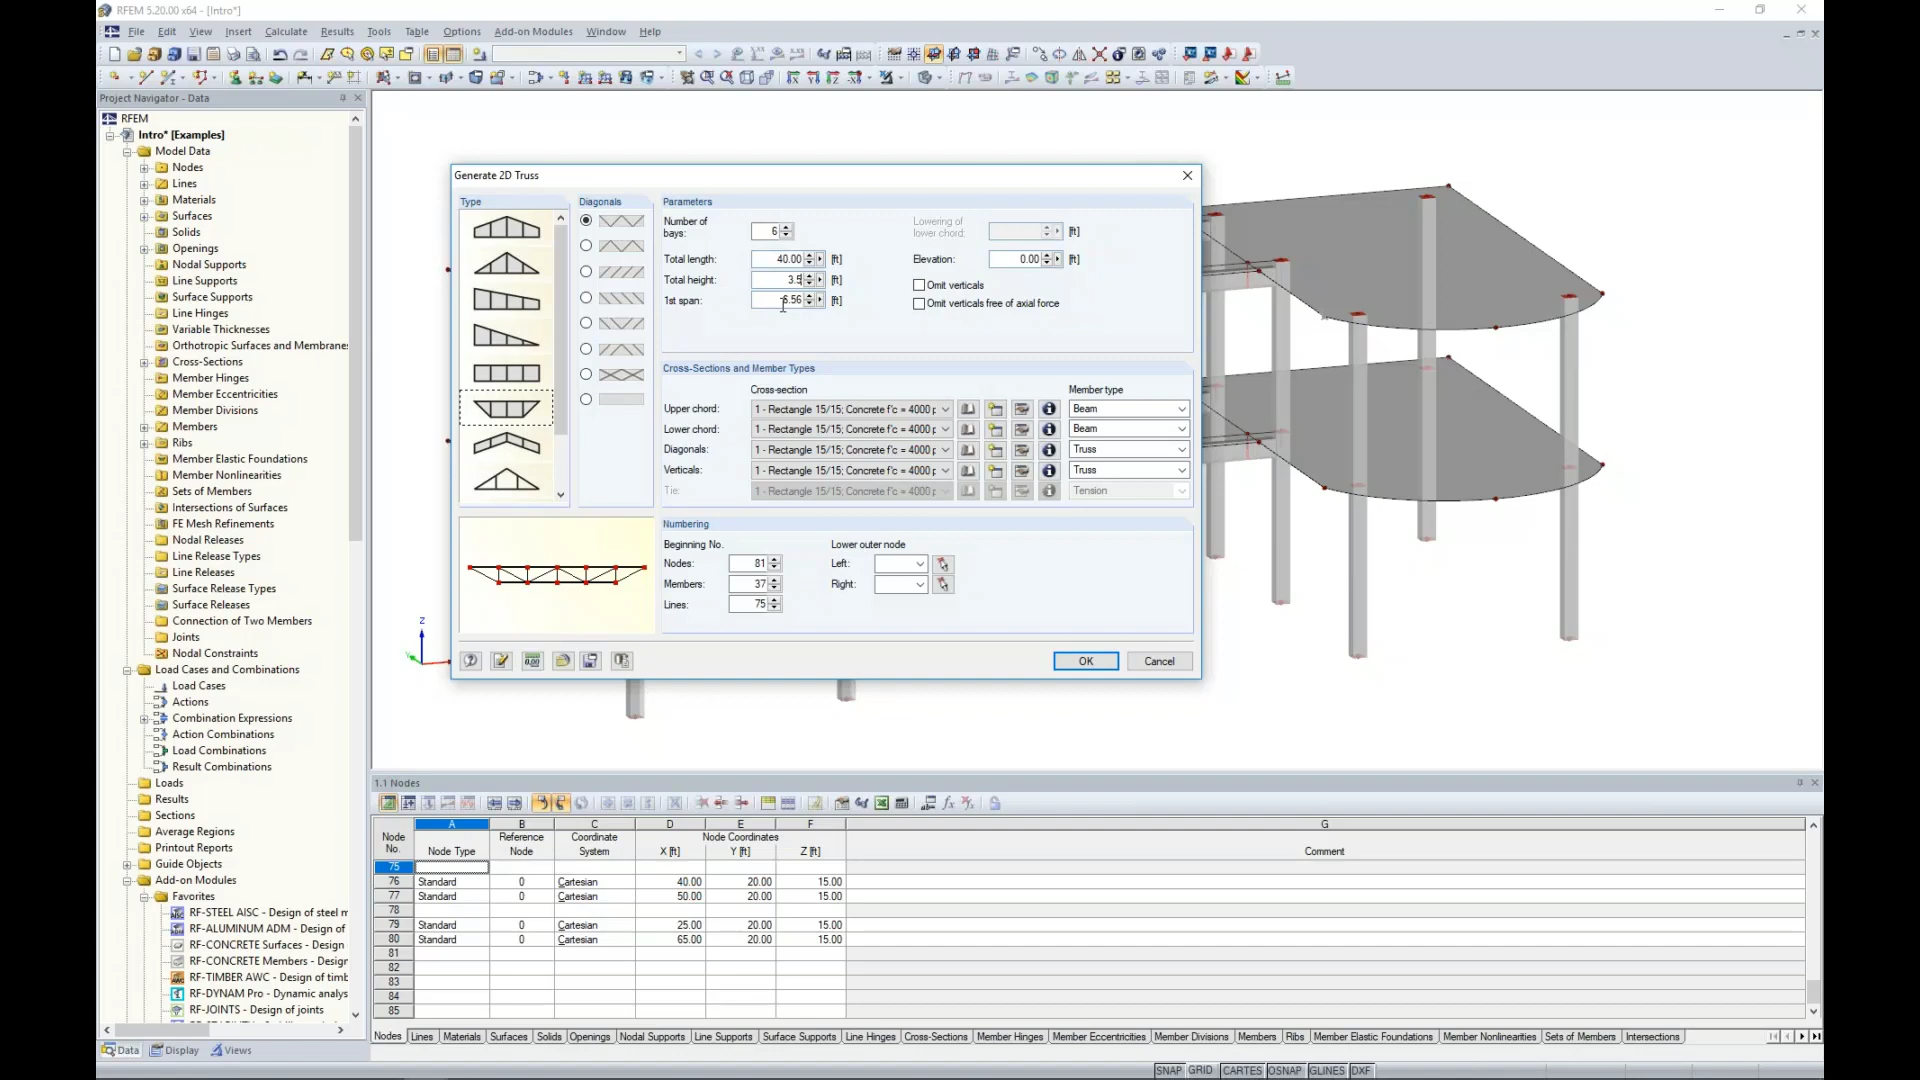 RFEM 5.20.00 x64 - [Intro*]
File Edit View Insert Calculate Results Tools Table Options Add-on Modules Window Help
Project Navigator - Data
RFEM
Intro* [Examples]
Model Data
Nodes
Lines
Materials
Surfaces
Solids
Openings
Nodal Supports
Line Supports
Surface Supports
Line Hinges
Variable Thicknesses
Orthotropic Surfaces and Membranes
Cross-Sections
Member Hinges
Member Eccentricities
Member Divisions
Members
Ribs
Member Elastic Foundations
Member Nonlinearities
Sets of Members
Intersections of Surfaces
FE Mesh Refinements
Nodal Releases
Line Release Types
Line Releases
Surface Release Types
Surface Releases
Connection of Two Members
Joints
Nodal Constraints
Load Cases and Combinations
Load Cases
Actions
Combination Expressions
Action Combinations
Load Combinations
Result Combinations
Loads
Results
Sections
Average Regions
Printout Reports
Guide Objects
Add-on Modules
Favorites
RF-STEEL AISC - Design of steel m
RF-ALUMINUM ADM - Design of
RF-CONCRETE Surfaces - Design
RF-CONCRETE Members - Design
RF-TIMBER AWC - Design of timb
RF-DYNAM Pro - Dynamic analys
RF-JOINTS - Design of joints
Data Display Views
Generate 2D Truss
Type
Diagonals
Parameters
Number of bays: 6
Lowering of lower chord: [ft]
Total length: 40.00 [ft]
Elevation: 0.00 [ft]
Total height: 3.5 [ft]
Omit verticals
1st span: 6.56 [ft]
Omit verticals free of axial force
Cross-Sections and Member Types
Cross-section Member type
Upper chord: 1 - Rectangle 15/15; Concrete f'c = 4000 p Beam
Lower chord: 1 - Rectangle 15/15; Concrete f'c = 4000 p Beam
Diagonals: 1 - Rectangle 15/15; Concrete f'c = 4000 p Truss
Verticals: 1 - Rectangle 15/15; Concrete f'c = 4000 p Truss
Tie: 1 - Rectangle 15/15; Concrete f'c = 4000 p Tension
Numbering
Beginning No. Lower outer node
Nodes: 81 Left:
Members: 37 Right:
Lines: 75
OK Cancel
Z
Y
1.1 Nodes
A B C D E F G
Node No. Node Type Reference Node Coordinate System Node Coordinates X [ft] Y [ft] Z [ft] Comment
75
76 Standard 0 Cartesian 40.00 20.00 15.00
77 Standard 0 Cartesian 50.00 20.00 15.00
78
79 Standard 0 Cartesian 25.00 20.00 15.00
80 Standard 0 Cartesian 65.00 20.00 15.00
81
82
83
84
85
Nodes Lines Materials Surfaces Solids Openings Nodal Supports Line Supports Surface Supports Line Hinges Cross-Sections Member Hinges Member Eccentricities Member Divisions Members Ribs Member Elastic Foundations Member Nonlinearities Sets of Members Intersections
SNAP GRID CARTES OSNAP GLINES DXF